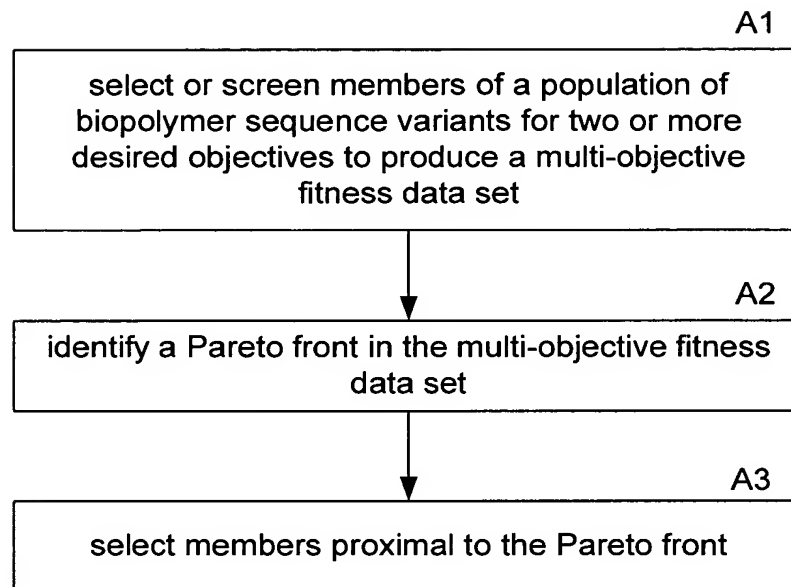 A1
select or screen members of a population of
biopolymer sequence variants for two or more
desired objectives to produce a multi-objective
fitness data set
A2
identify a Pareto front in the multi-objective fitness
data set
A3
select members proximal to the Pareto front